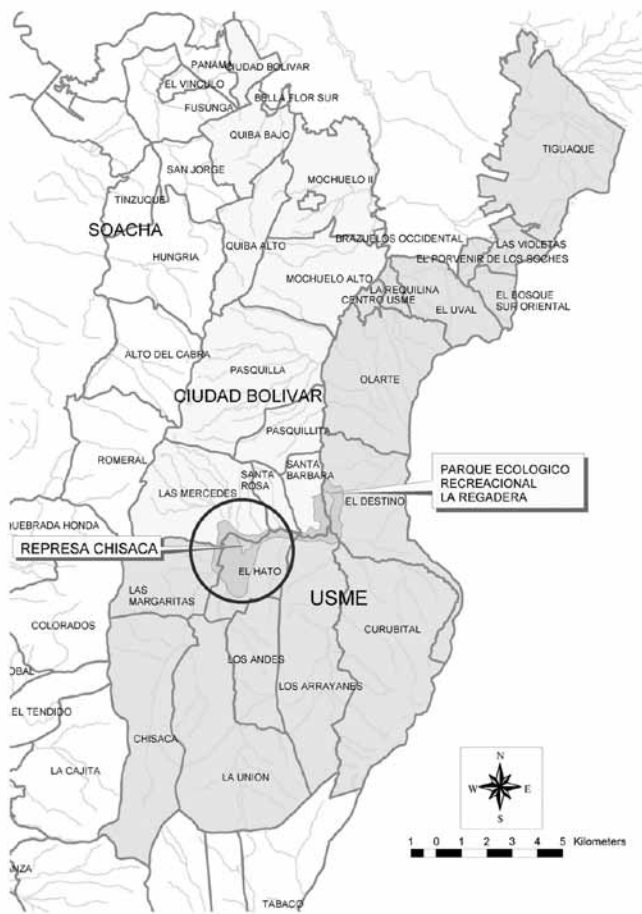 PANAMA
CIUDAD BOLIVAR
EL VINCULO
BELLA FLOR SUR
FUSUNGA
QUIBA BAJO
TIGUAQUE
SAN JORGE
MOCHUELO II
TINZUQUE
SOACHA
BRAZUELOS OCCIDENTAL
LAS VIOLETAS
QUIBA ALTO
HUNGRIA
EL PORVENIR DE LOS SOCHES
MOCHUELO ALTO
LA REQUILINA
CENTRO USME
EL BOSQUE
SUR ORIENTAL
EL UVAL
ALTO DEL CABRA
PASQUILLA
OLARTE
CIUDAD BOLIVAR
PASQUILLITA
ROMERAL
SANTA
BARBARA
SANTA
ROSA
PARQUE ECOLOGICO
RECREACIONAL
LA REGADERA
LAS MERCEDES
EL DESTINO
QUEBRADA HONDA
REPRESA CHISACA
EL HATO
LAS
MARGARITAS
USME
COLORADOS
CURUBITAL
LOS ANDES
OBAL
LOS ARRAYANES
EL TENDIDO
CHISACA
LA CAJITA
LA UNION
N
W E
S
1 0 1 2 3 4 5 Kilometers
ANZA
TABACO